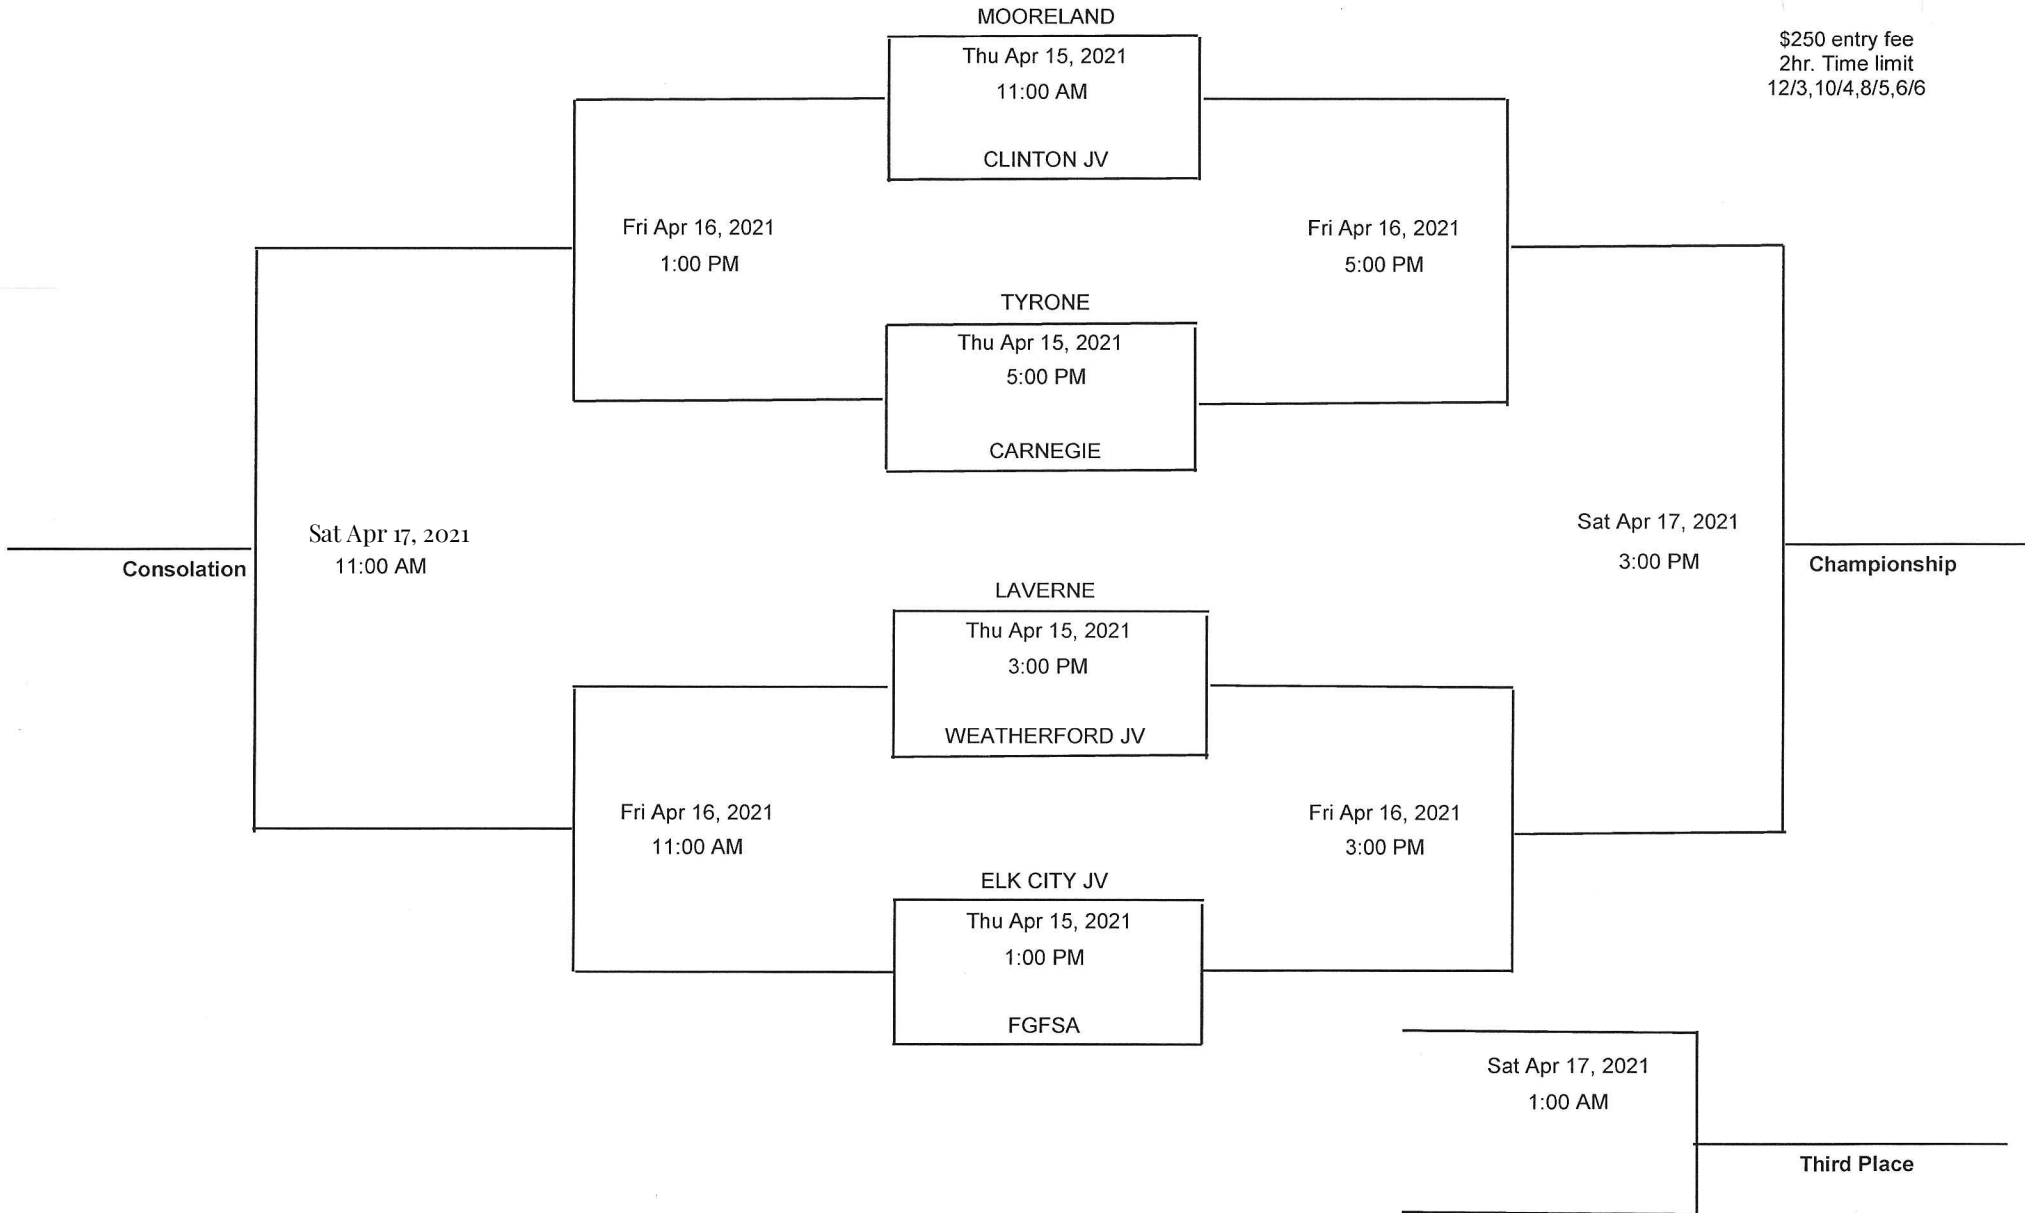 MOORELAND
Thu Apr 15, 2021
11:00 AM
CLINTON JV
$250 entry fee
2hr. Time limit
12/3,10/4,8/5,6/6
Fri Apr 16, 2021
1:00 PM
Fri Apr 16, 2021
5:00 PM
TYRONE
Thu Apr 15, 2021
5:00 PM
CARNEGIE
Sat Apr 17, 2021
11:00 AM
Consolation
Sat Apr 17, 2021
3:00 PM
Championship
LAVERNE
Thu Apr 15, 2021
3:00 PM
WEATHERFORD JV
Fri Apr 16, 2021
11:00 AM
Fri Apr 16, 2021
3:00 PM
ELK CITY JV
Thu Apr 15, 2021
1:00 PM
FGFSA
Sat Apr 17, 2021
1:00 AM
Third Place